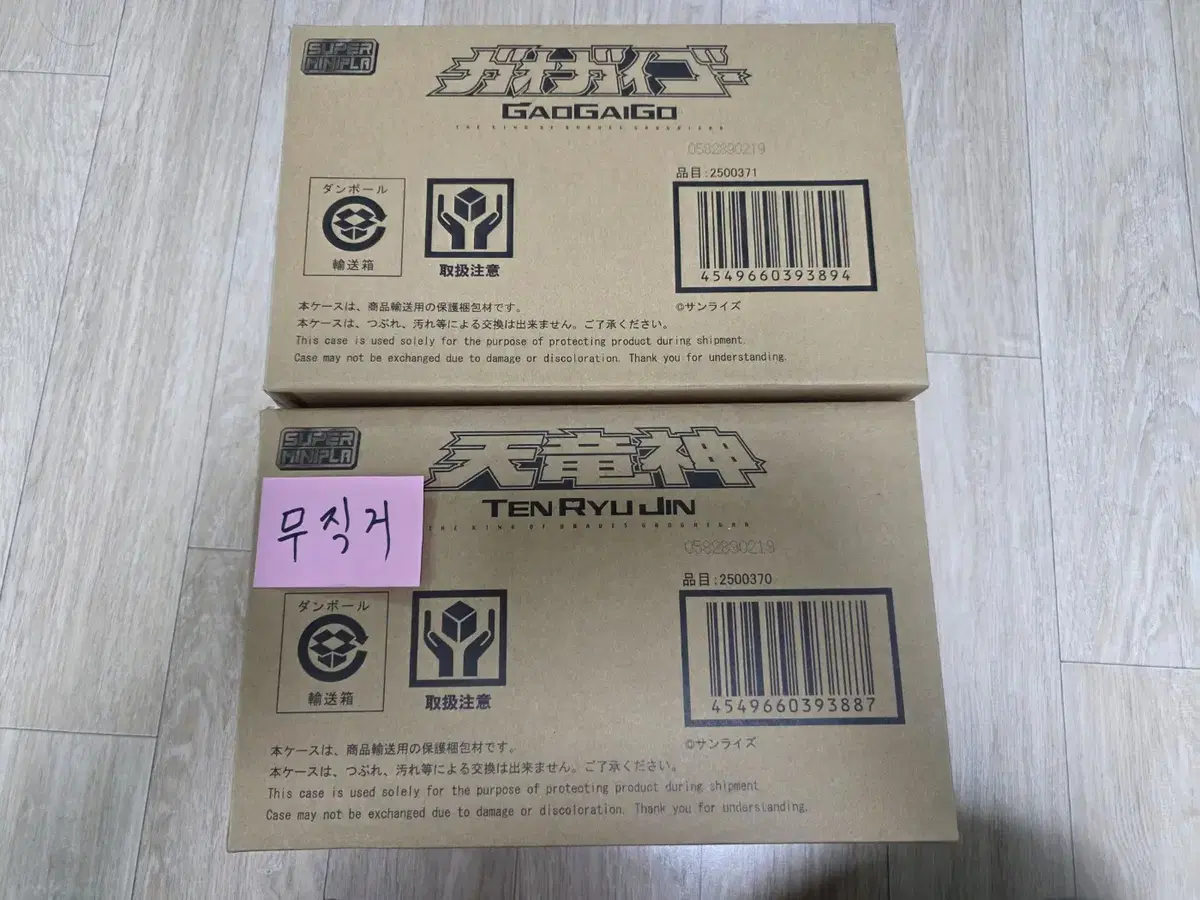 SUPER MINIPLA
ガオガイゴー
GAOGAIGO
THE KING OF BRAVES GAOGAIGAR
0582890219
品目:2500371
4549660393894
©サンライズ
ダンボール
輸送箱
取扱注意
本ケースは、商品輸送用の保護梱包材です。
本ケースは、つぶれ、汚れ等による交換は出来ません。ご了承ください。
This case is used solely for the purpose of protecting product during shipment.
Case may not be exchanged due to damage or discoloration. Thank you for understanding.
SUPER MINIPLA
天竜神
TENRYUJIN
THE KING OF BRAVES GAOGAIGAR
무직거
0582890219
品目:2500370
4549660393887
©サンライズ
ダンボール
輸送箱
取扱注意
本ケースは、商品輸送用の保護梱包材です。
本ケースは、つぶれ、汚れ等による交換は出来ません。ご了承ください。
This case is used solely for the purpose of protecting product during shipment
Case may not be exchanged due to damage or discoloration. Thank you for understanding.